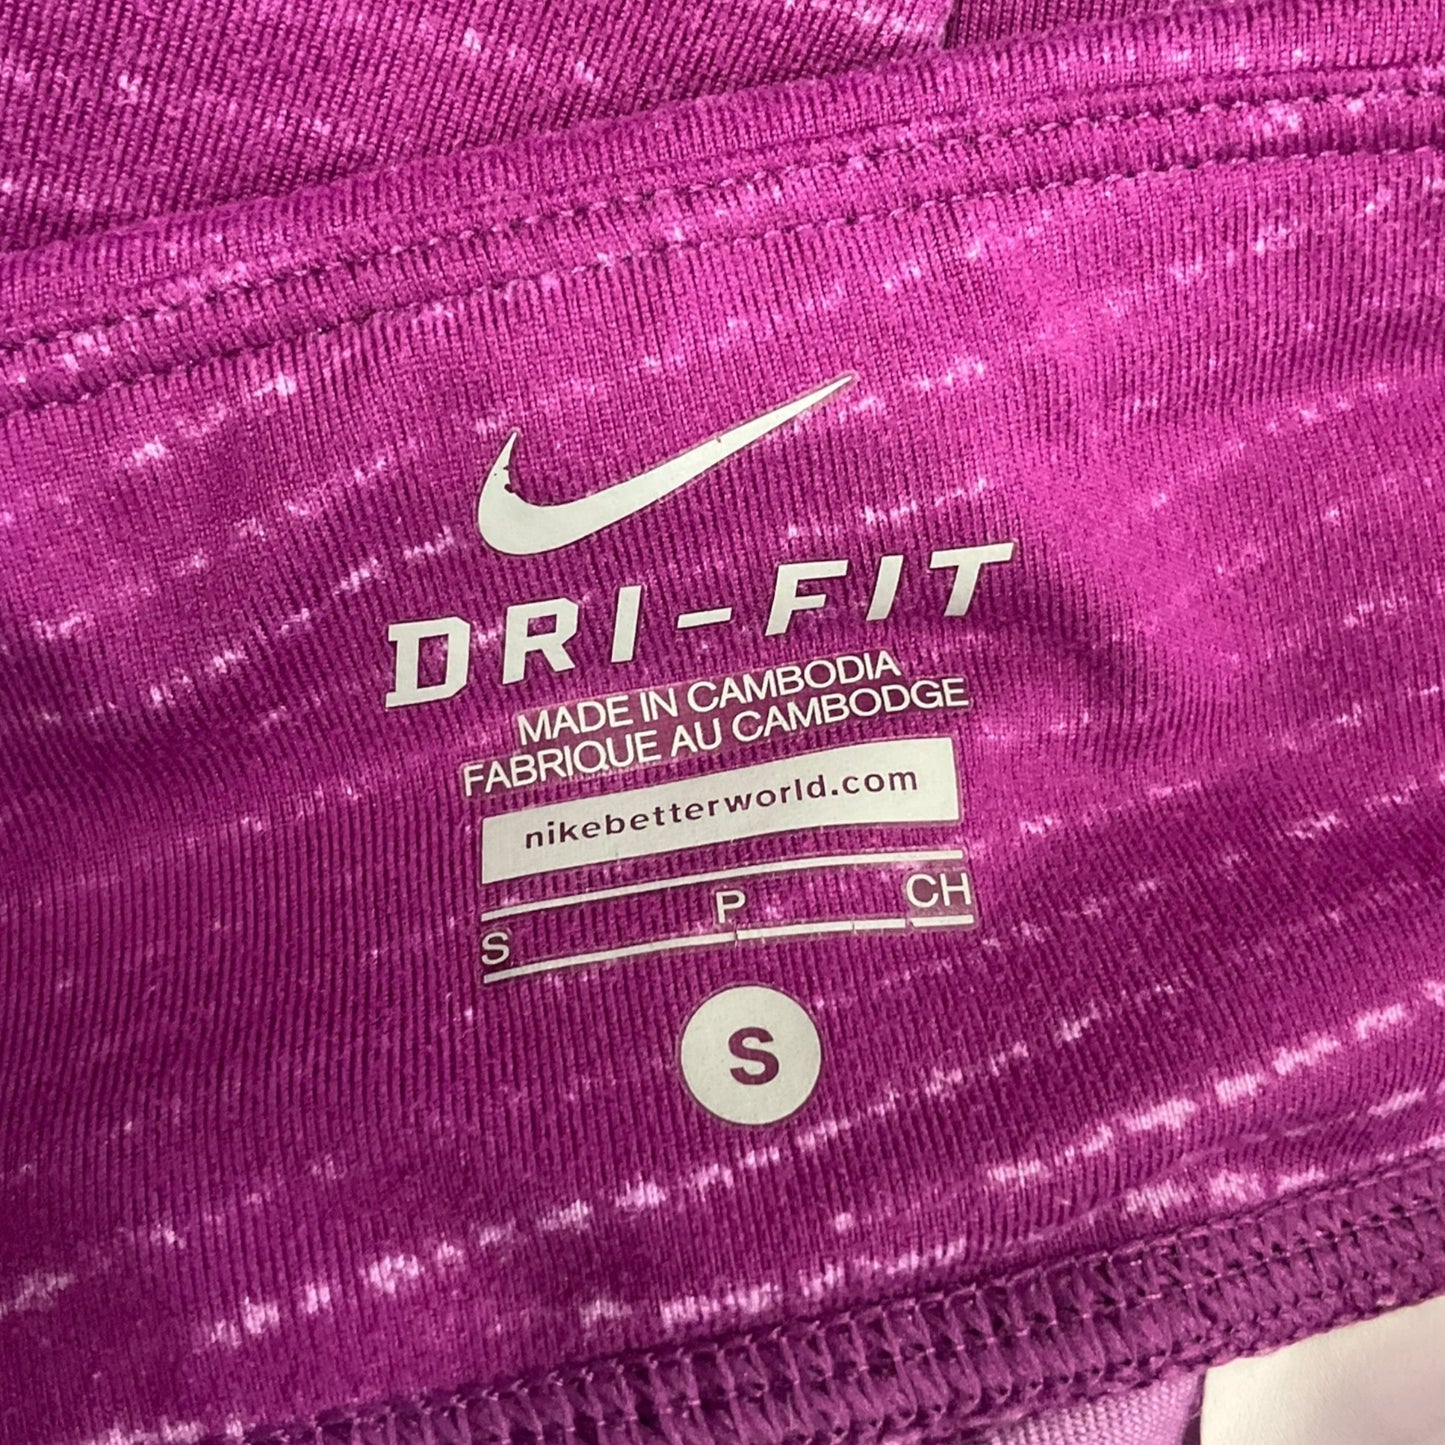 DRI-FIT
MADE IN CAMBODIA
FABRIQUE AU CAMBODGE
nikebetterworld.com
S P CH
S